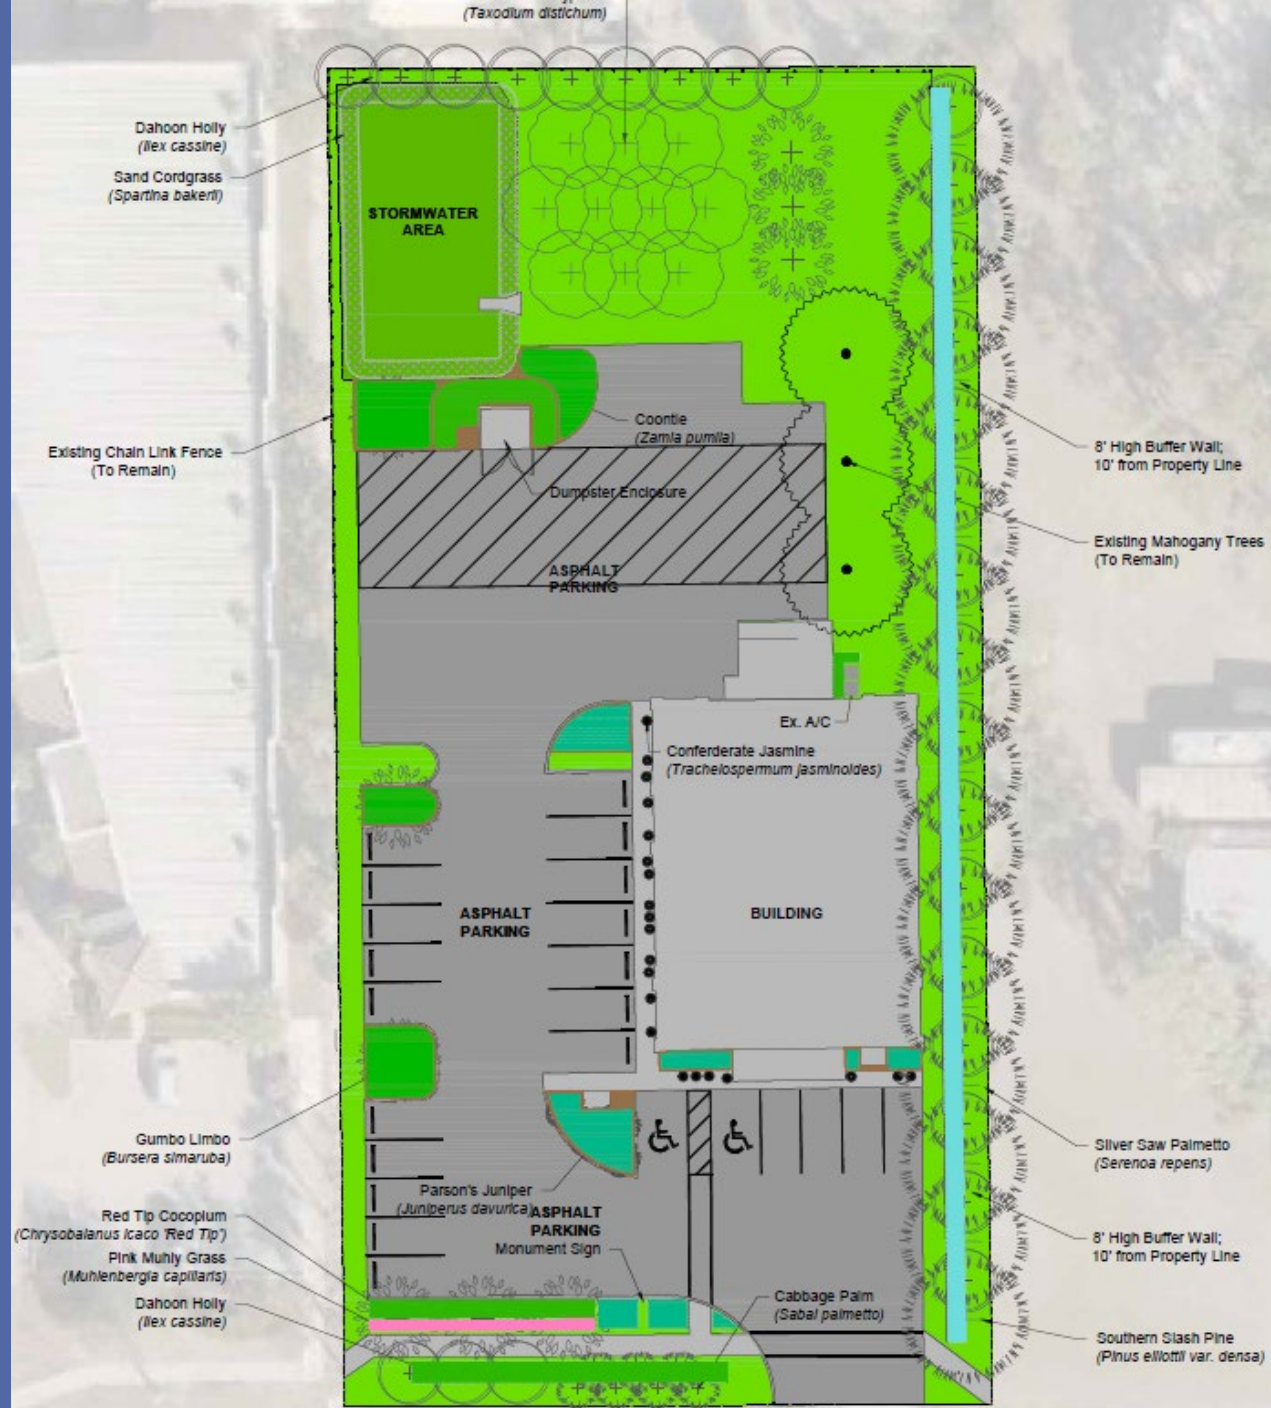 (Taxodium distichum)
Dahoon Holly
(Ilex cassine)
Sand Cordgrass
(Spartina bakerii)
STORMWATER
AREA
Coontie
(Zamia pumila)
Existing Chain Link Fence
(To Remain)
8' High Buffer Wall;
10' from Property Line
Dumpster Enclosure
Existing Mahogany Trees
(To Remain)
ASPHALT
PARKING
Ex. A/C
Conferderate Jasmine
(Trachelospermum jasminoides)
ASPHALT
PARKING
BUILDING
Gumbo Limbo
(Bursera simaruba)
Silver Saw Palmetto
(Serenoa repens)
Parson's Juniper
(Juniperus davurica)
Red Tip Cocoplum
(Chrysobalanus icaco 'Red Tip')
ASPHALT
PARKING
Monument Sign
Pink Muhly Grass
(Muhlenbergia capillaris)
8' High Buffer Wall;
10' from Property Line
Dahoon Holly
(Ilex cassine)
Cabbage Palm
(Sabal palmetto)
Southern Slash Pine
(Pinus elliottii var. densa)